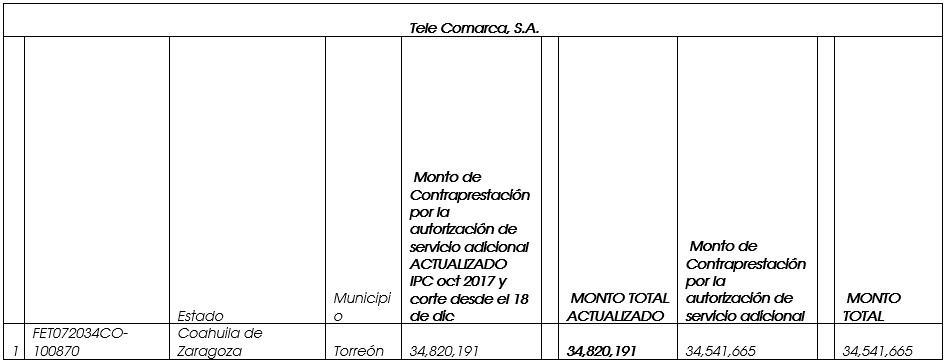 Tele Comarca, S.A.
Estado
Municipi
o
Monto de
Contraprestación
por la
autorización de
servicio adicional
ACTUALIZADO
IPC oct 2017 y
corte desde el 18
de dic
MONTO TOTAL
ACTUALIZADO
Monto de
Contraprestación
por la
autorización de
servicio adicional
MONTO
TOTAL
1
FET072034CO-
100870
Coahuila de
Zaragoza
Torreón
34,820,191
34,820,191
34,541,665
34,541,665